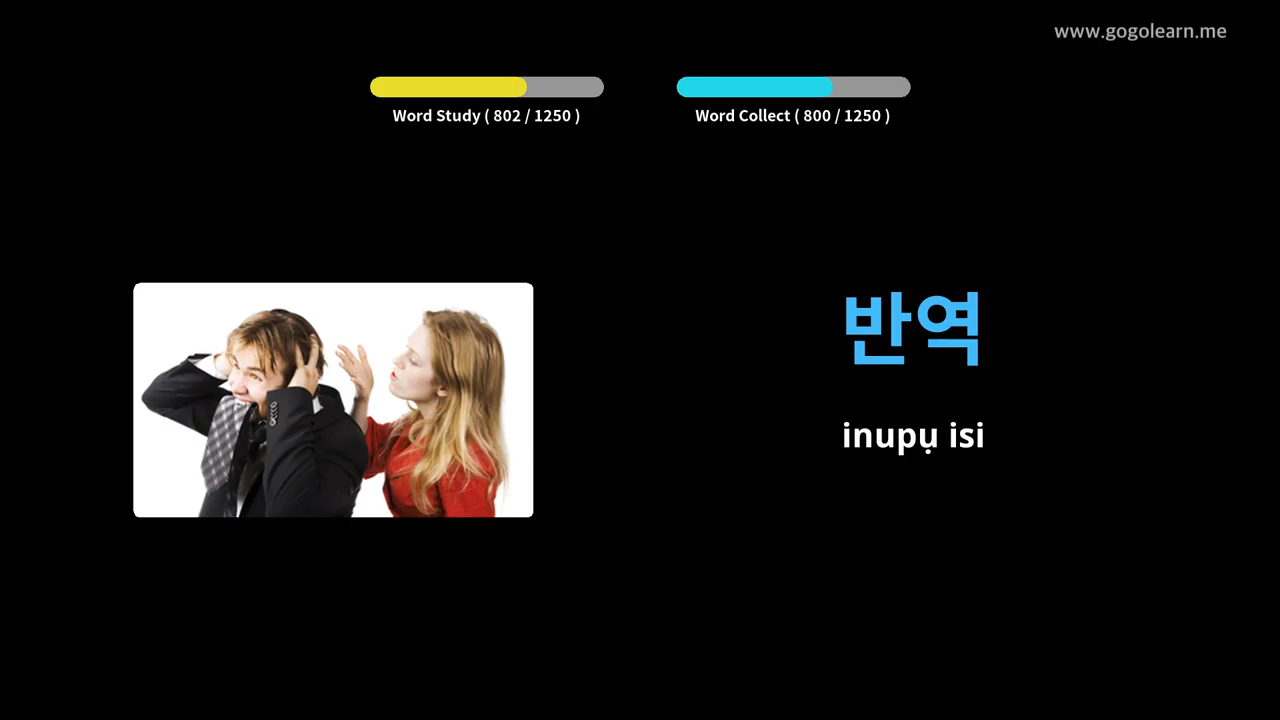 www.gogolearn.me
Word Study ( 802 / 1250 )
Word Collect ( 800 / 1250 )
반역
inupụ isi